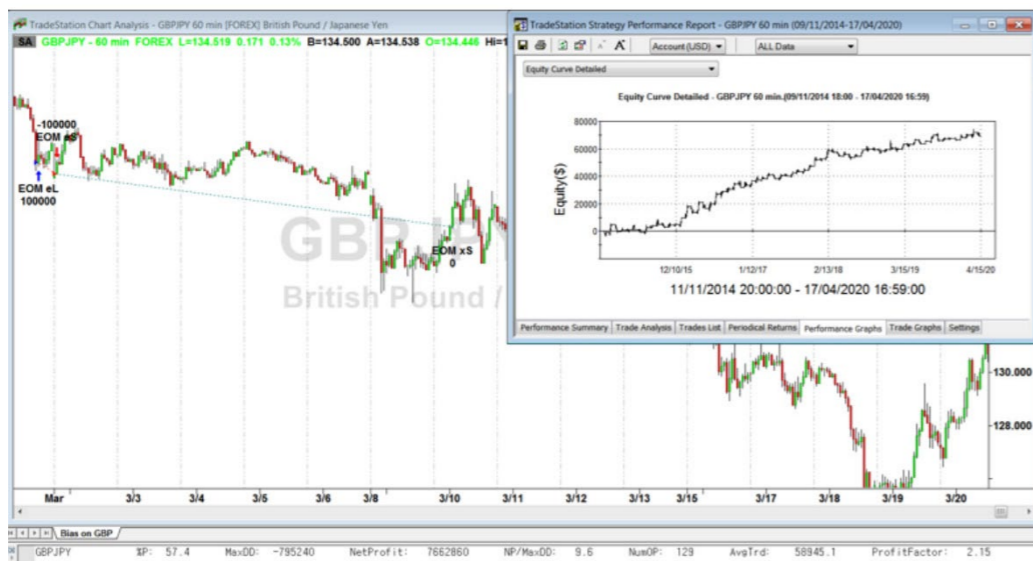 TradeStation Chart Analysis - GBPJPY 60 min [FOREX] British Pound / Japanese Yen
SA GBPJPY - 60 min FOREX L=134.519 0.171 0.13% B=134.500 A=134.538 O=134.446 Hi=1
-100000
EOM eS
EOM eL
100000
GBPJP
British Pound /
EOM xS
0
TradeStation Strategy Performance Report - GBPJPY 60 min (09/11/2014-17/04/2020)
Account (USD) ALL Data
Equity Curve Detailed
Equity Curve Detailed - GBPJPY 60 min.(09/11/2014 18:00 - 17/04/2020 16:59)
Equity($)
80000
60000
40000
20000
0
12/10/15 1/12/17 2/13/18 3/15/19 4/15/20
11/11/2014 20:00:00 - 17/04/2020 16:59:00
Performance Summary Trade Analysis Trades List Periodical Returns Performance Graphs Trade Graphs Settings
130.000
128.000
Mar 3/3 3/4 3/5 3/6 3/8 3/10 3/11 3/12 3/13 3/15 3/17 3/18 3/19 3/20
Bias on GBP
GBPJPY %P: 57.4 MaxDD: -795240 NetProfit: 7662860 NP/MaxDD: 9.6 NumOP: 129 AvgTrd: 58945.1 ProfitFactor: 2.15